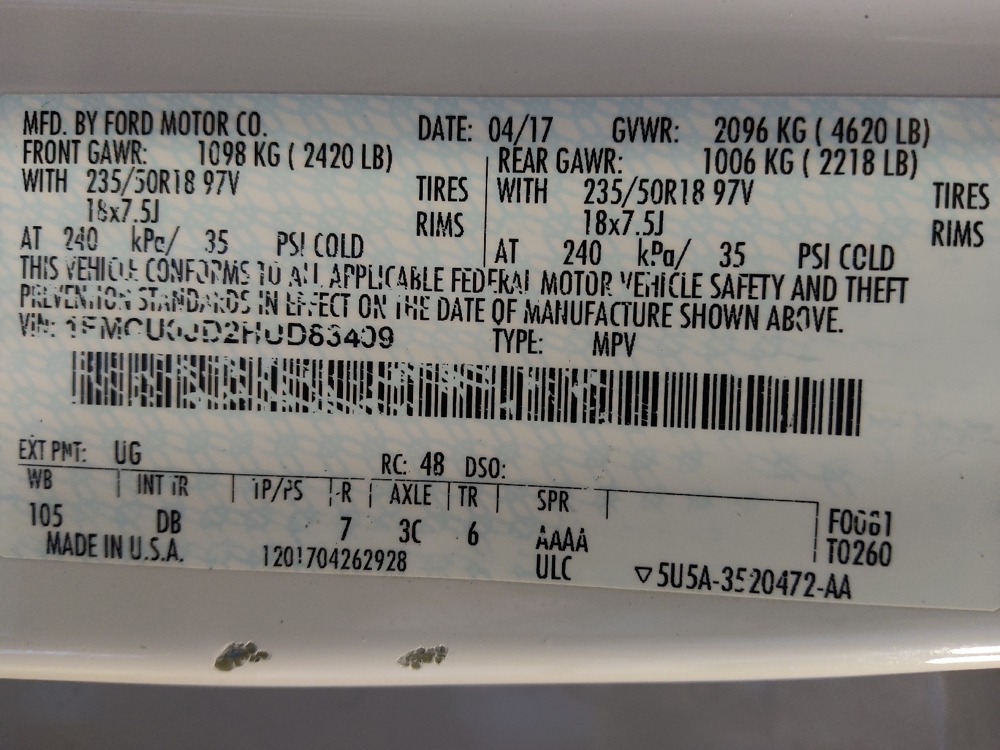 MFD. BY FORD MOTOR CO. DATE: 04/17 GVWR: 2096 KG ( 4620 LB)
FRONT GAWR: 1098 KG ( 2420 LB) REAR GAWR: 1006 KG ( 2218 LB)
WITH 235/50R18 97V TIRES WITH 235/50R18 97V TIRES
18x7.5J RIMS 18x7.5J RIMS
AT 240 kPa/ 35 PSI COLD AT 240 kPa/ 35 PSI COLD
THIS VEHICLE CONFORMS TO ALL APPLICABLE FEDERAL MOTOR VEHICLE SAFETY AND THEFT
PREVENTION STANDARDS IN EFFECT ON THE DATE OF MANUFACTURE SHOWN ABOVE.
VIN: 1FMCU0JD2HUD83409 TYPE: MPV
EXT PNT: UG RC: 48 DSO:
WB INT TR TP/PS R AXLE TR SPR
105 DB 7 3C 6 AAAA
MADE IN U.S.A. 1201704262928 ULC T0260
5U5A-3520472-AA